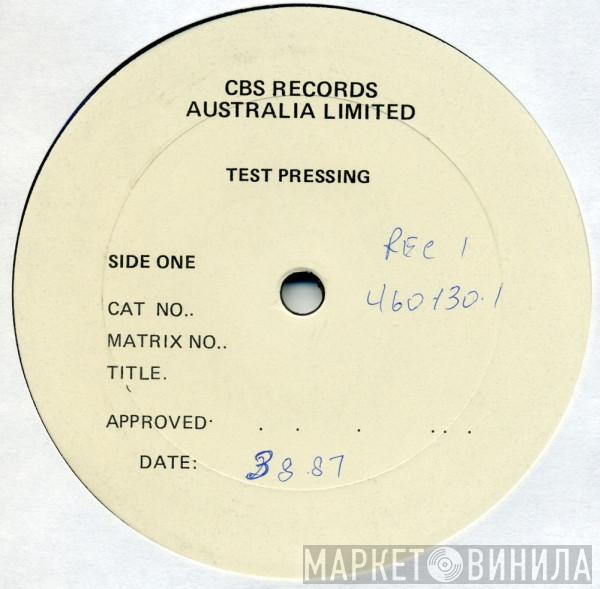 CBS RECORDS
AUSTRALIA LIMITED
TEST PRESSING
REC 1
SIDE ONE
460130.1
CAT NO..
MATRIX NO..
TITLE.
APPROVED· . . . ...
DATE: 3 8.87
МАРКЕТ ВИНИЛА